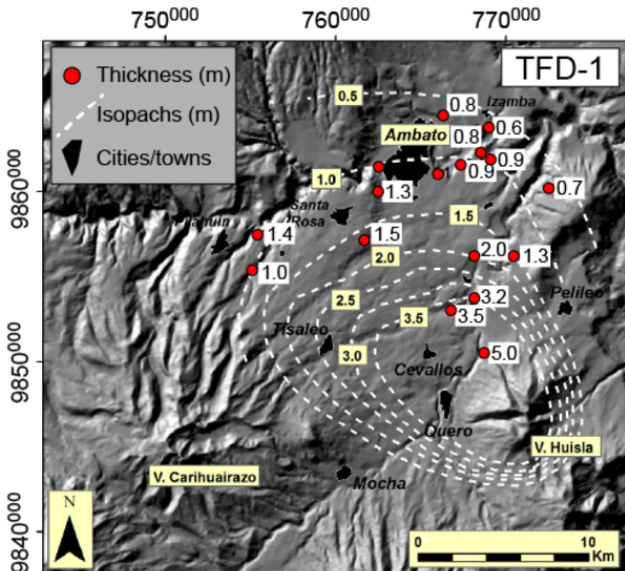 750000 760000 770000
TFD-1
Thickness (m)
Isopachs (m)
Cities/towns
9860000
9850000
9840000
0.5
0.8
Izamba
Ambato
0.8
0.6
0.9
0.9
1
1.0
1.3
0.7
Santa
Rosa
1.5
1.4
1.5
2.0
2.0
1.3
1.0
2.5
3.2
3.5
3.5
Pelileo
Tisaleo
3.0
5.0
Cevallos
Quero
V. Huisla
V. Carihuairazo
Mocha
N
0 10
Km